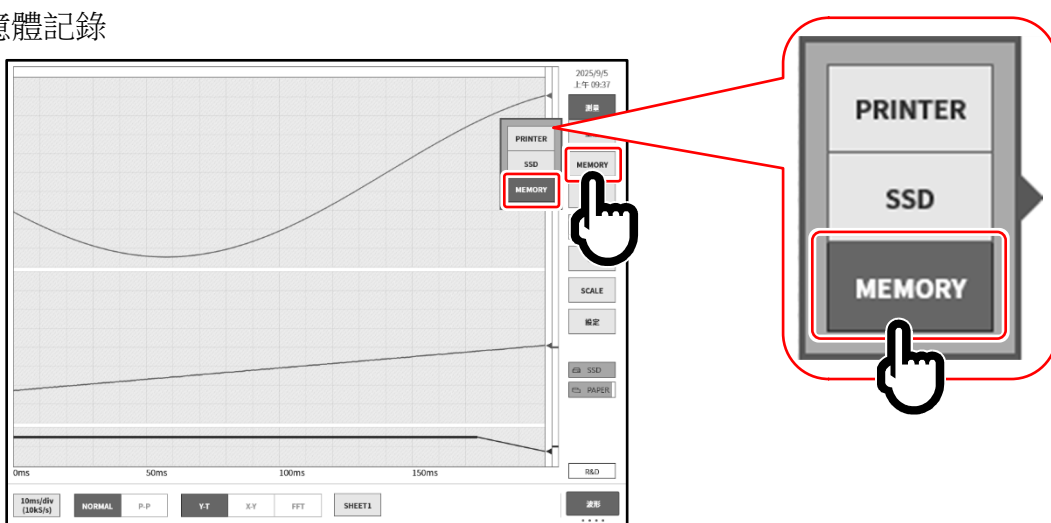 憶體記錄
2025/9/5
上午 09:37
測量
PRINTER
SSD
MEMORY
MEMORY
SCALE
設定
SSD
PAPER
0ms
50ms
100ms
150ms
R&D
10ms/div
(10kS/s)
NORMAL
P-P
Y-T
X-Y
FFT
SHEET1
波形
PRINTER
SSD
MEMORY